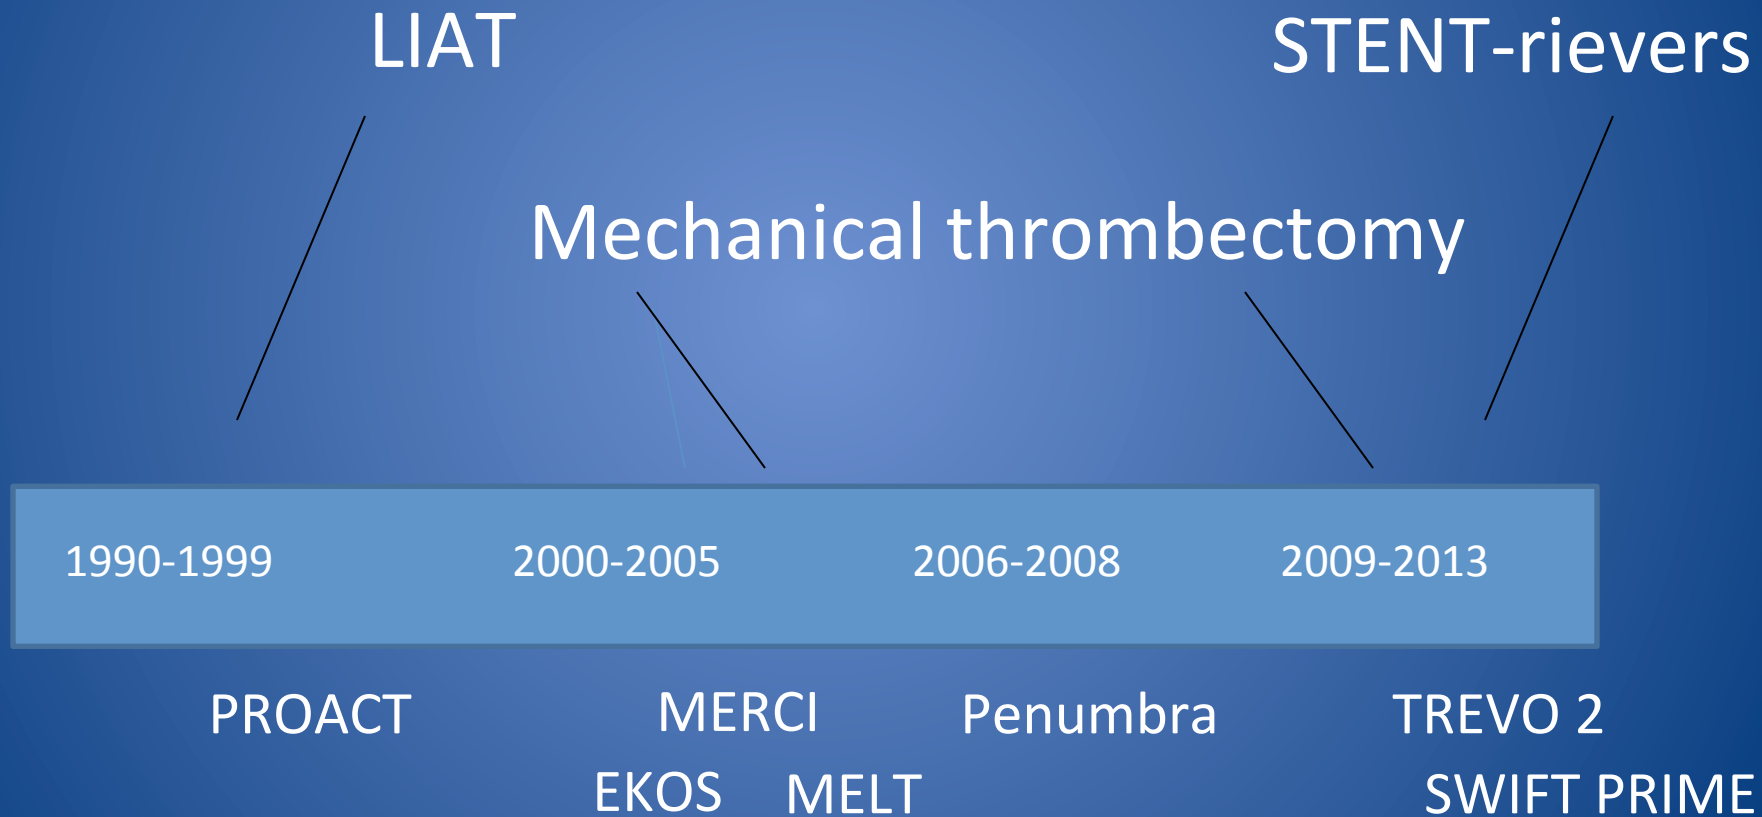 LIAT
STENT-rievers
Mechanical thrombectomy
1990-1999
2000-2005
2006-2008
2009-2013
PROACT
MERCI
Penumbra
TREVO 2
EKOS
MELT
SWIFT PRIME